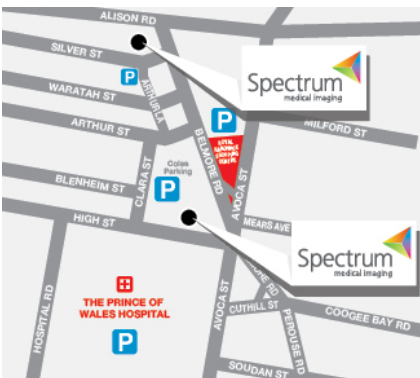 ALISON RD
SILVER ST
P
WARATAH ST
ARTHUR LA
ARTHUR ST
Spectrum
medical imaging
P
MILFORD ST
BELMORE RD
Coles
Parking
P
CLARA ST
BLENHEIM ST
AVOCA ST
HIGH ST
MEARS AVE
Spectrum
medical imaging
THE PRINCE OF
WALES HOSPITAL
P
HOSPITAL RD
AVOCA ST
CUTHILL ST
COOGEE BAY RD
PEROUSE RD
SOUDAN ST